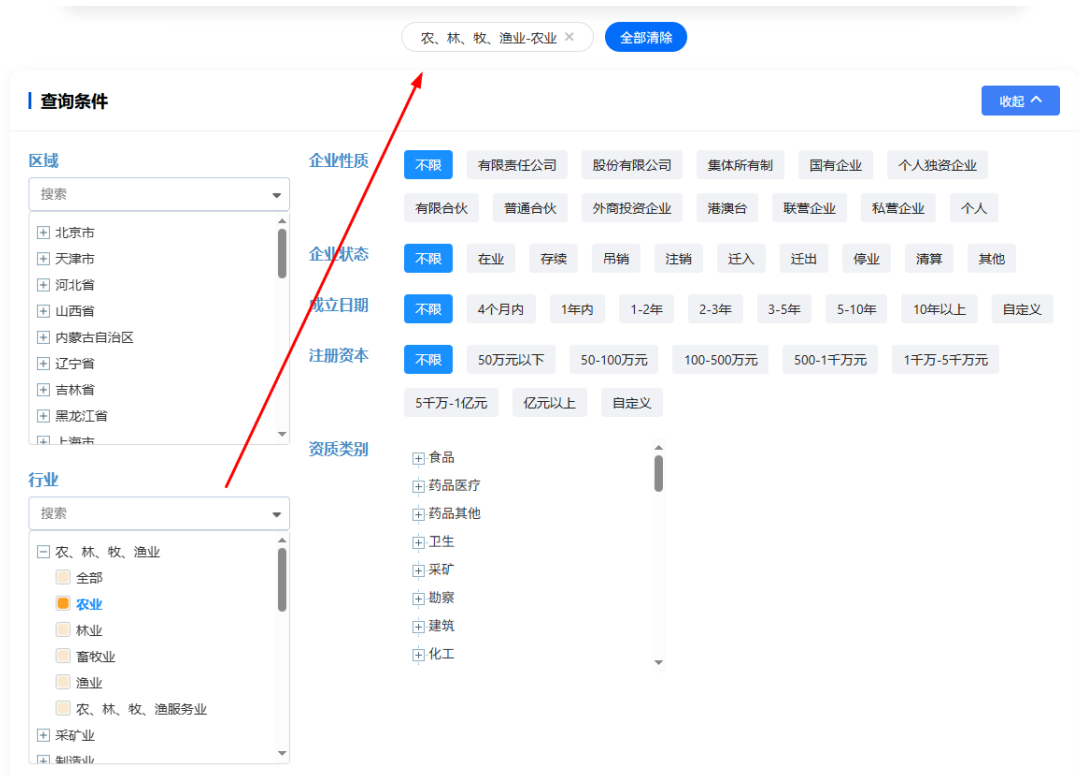 农、林、牧、渔业-农业 ×
全部清除
查询条件
收起
区域
搜索
北京市
天津市
河北省
山西省
内蒙古自治区
辽宁省
吉林省
黑龙江省
上海市
行业
搜索
农、林、牧、渔业
全部
农业
林业
畜牧业
渔业
农、林、牧、渔服务业
采矿业
制造业
企业性质
不限 有限责任公司 股份有限公司 集体所有制 国有企业 个人独资企业
有限合伙 普通合伙 外商投资企业 港澳台 联营企业 私营企业 个人
企业状态
不限 在业 存续 吊销 注销 迁入 迁出 停业 清算 其他
成立日期
不限 4个月内 1年内 1-2年 2-3年 3-5年 5-10年 10年以上 自定义
注册资本
不限 50万元以下 50-100万元 100-500万元 500-1千万元 1千万-5千万元
5千万-1亿元 亿元以上 自定义
资质类别
食品
药品医疗
药品其他
卫生
采矿
勘察
建筑
化工